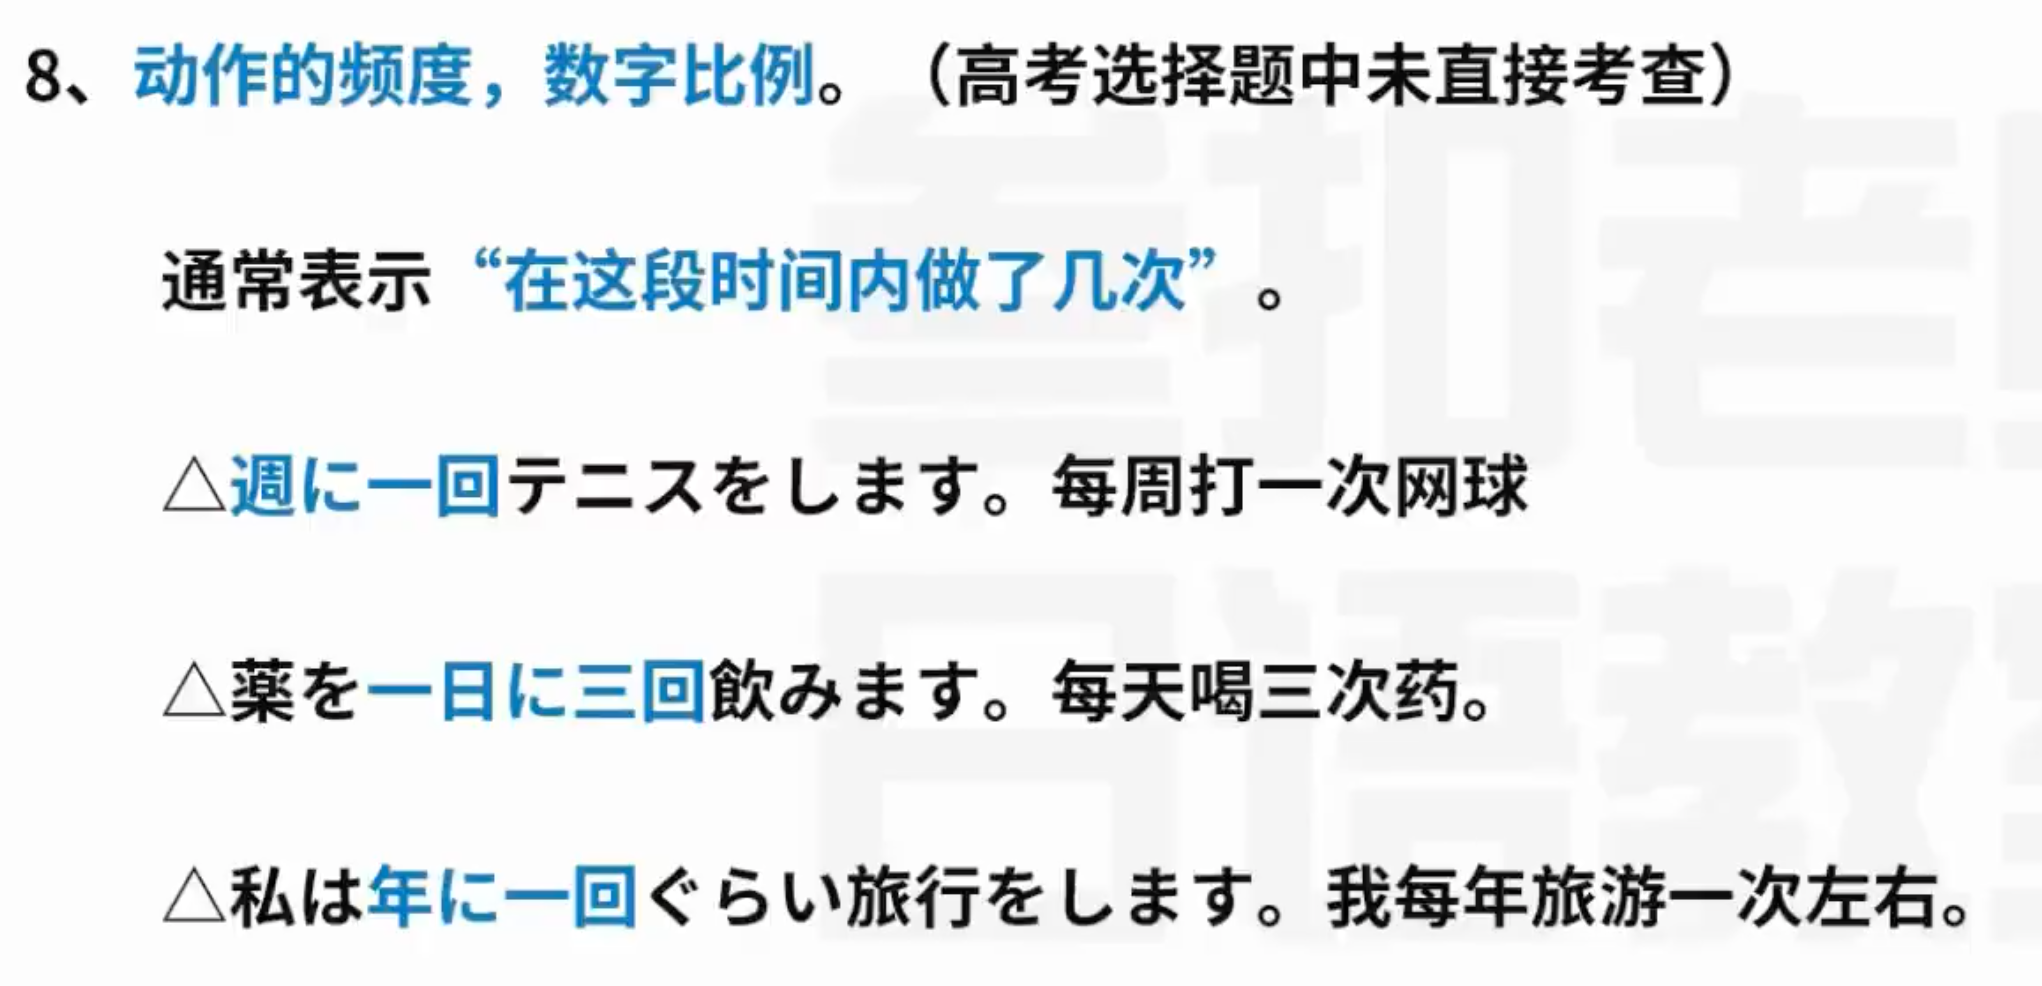 8、动作的频度，数字比例。（高考选择题中未直接考查）
通常表示“在这段时间内做了几次”。
△週に一回テニスをします。每周打一次网球
△薬を一日に三回飲みます。每天喝三次药。
△私は年に一回ぐらい旅行をします。我每年旅游一次左右。